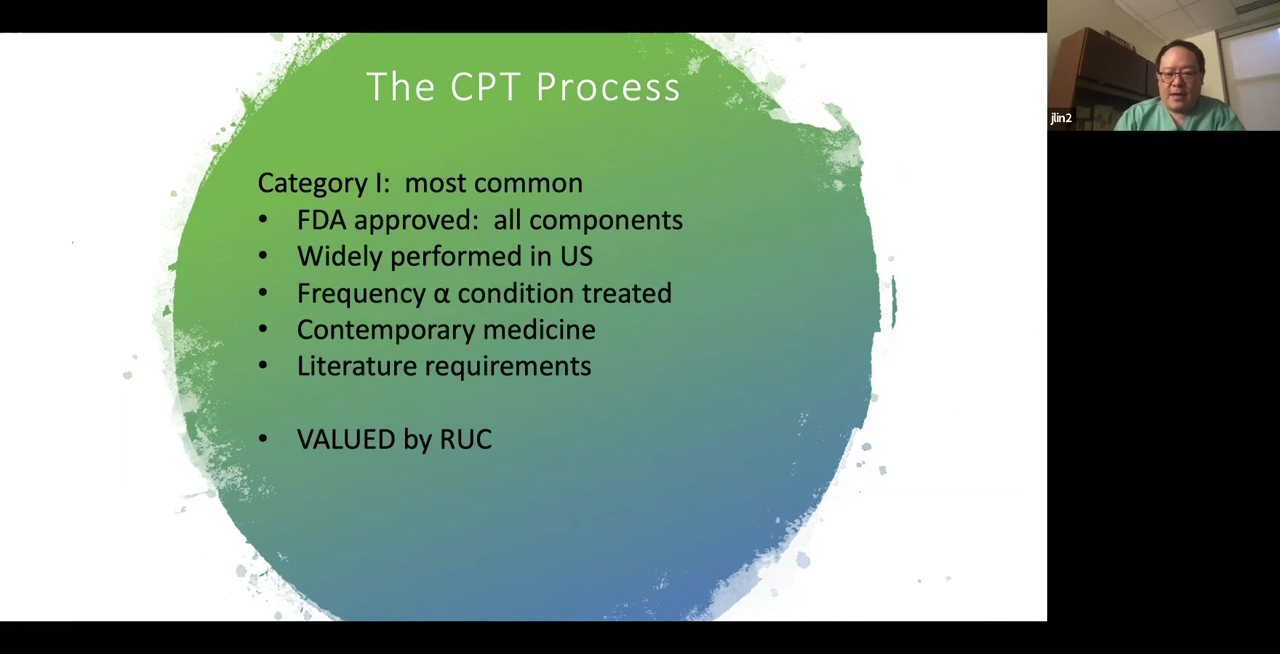 The CPT Process
Category I:  most common
• FDA approved:  all components
• Widely performed in US
• Frequency α condition treated
• Contemporary medicine
• Literature requirements
• VALUED by RUC
jlin2